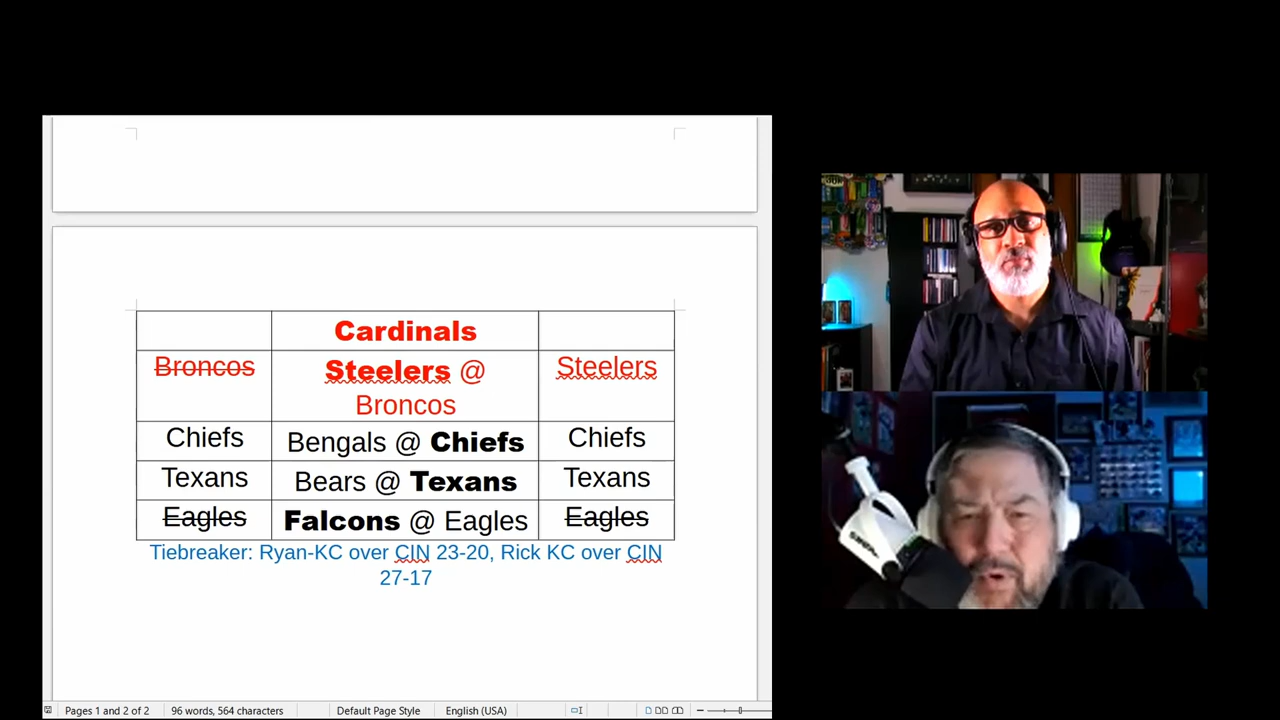 Cardinals
Broncos Steelers @ Steelers
Broncos
Chiefs Bengals @ Chiefs Chiefs
Texans Bears @ Texans Texans
Eagles Falcons @ Eagles Eagles
Tiebreaker: Ryan-KC over CIN 23-20, Rick KC over CIN
27-17
Pages 1 and 2 of 2 96 words, 564 characters Default Page Style English (USA)